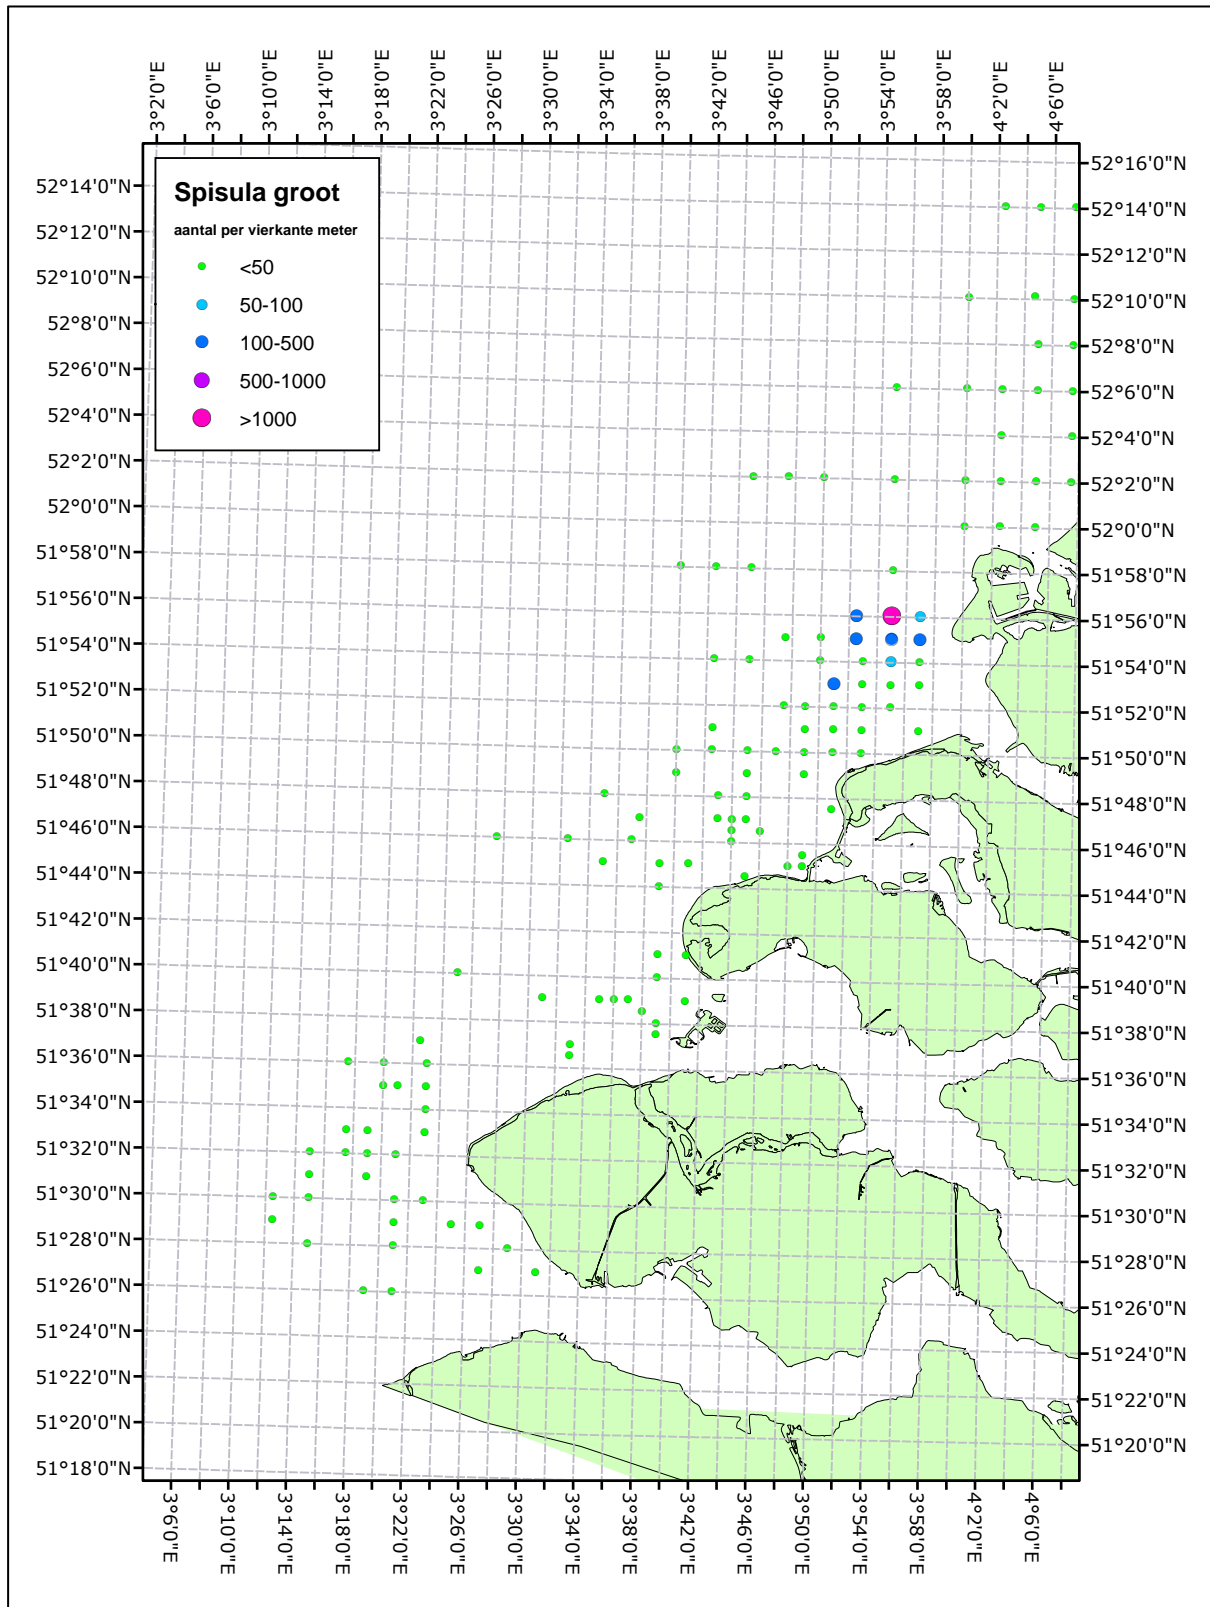 3°2'0"E
3°6'0"E
3°10'0"E
3°14'0"E
3°18'0"E
3°22'0"E
3°26'0"E
3°30'0"E
3°34'0"E
3°38'0"E
3°42'0"E
3°46'0"E
3°50'0"E
3°54'0"E
3°58'0"E
4°2'0"E
4°6'0"E
Spisula groot
aantal per vierkante meter
<50
50-100
100-500
500-1000
>1000
52°14'0"N
52°12'0"N
52°10'0"N
52°8'0"N
52°6'0"N
52°4'0"N
52°2'0"N
52°0'0"N
51°58'0"N
51°56'0"N
51°54'0"N
51°52'0"N
51°50'0"N
51°48'0"N
51°46'0"N
51°44'0"N
51°42'0"N
51°40'0"N
51°38'0"N
51°36'0"N
51°34'0"N
51°32'0"N
51°30'0"N
51°28'0"N
51°26'0"N
51°24'0"N
51°22'0"N
51°20'0"N
51°18'0"N
52°16'0"N
52°14'0"N
52°12'0"N
52°10'0"N
52°8'0"N
52°6'0"N
52°4'0"N
52°2'0"N
52°0'0"N
51°58'0"N
51°56'0"N
51°54'0"N
51°52'0"N
51°50'0"N
51°48'0"N
51°46'0"N
51°44'0"N
51°42'0"N
51°40'0"N
51°38'0"N
51°36'0"N
51°34'0"N
51°32'0"N
51°30'0"N
51°28'0"N
51°26'0"N
51°24'0"N
51°22'0"N
51°20'0"N
3°6'0"E
3°10'0"E
3°14'0"E
3°18'0"E
3°22'0"E
3°26'0"E
3°30'0"E
3°34'0"E
3°38'0"E
3°42'0"E
3°46'0"E
3°50'0"E
3°54'0"E
3°58'0"E
4°2'0"E
4°6'0"E